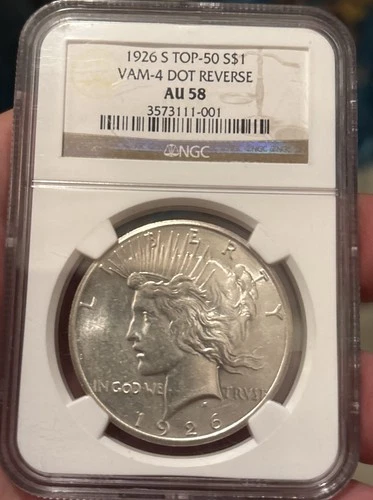 1926 S TOP-50 S$1
VAM-4 DOT REVERSE
AU 58
3573111-001
NGC
LIBERTY
IN GOD WE TRVST
1926